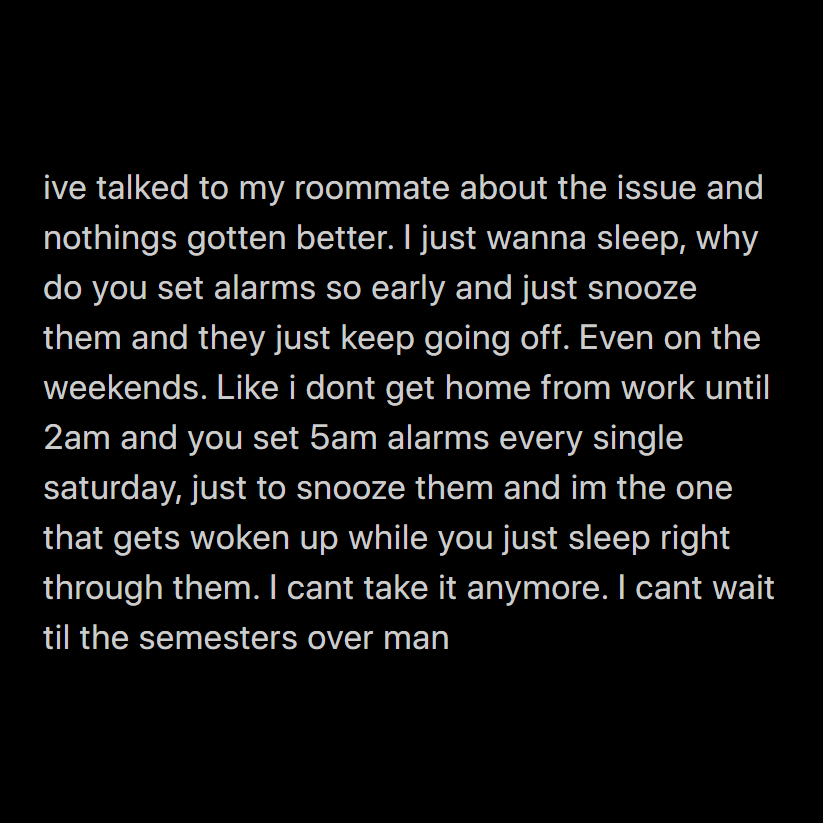 ive talked to my roommate about the issue and
nothings gotten better. I just wanna sleep, why
do you set alarms so early and just snooze
them and they just keep going off. Even on the
weekends. Like i dont get home from work until
2am and you set 5am alarms every single
saturday, just to snooze them and im the one
that gets woken up while you just sleep right
through them. I cant take it anymore. I cant wait
til the semesters over man